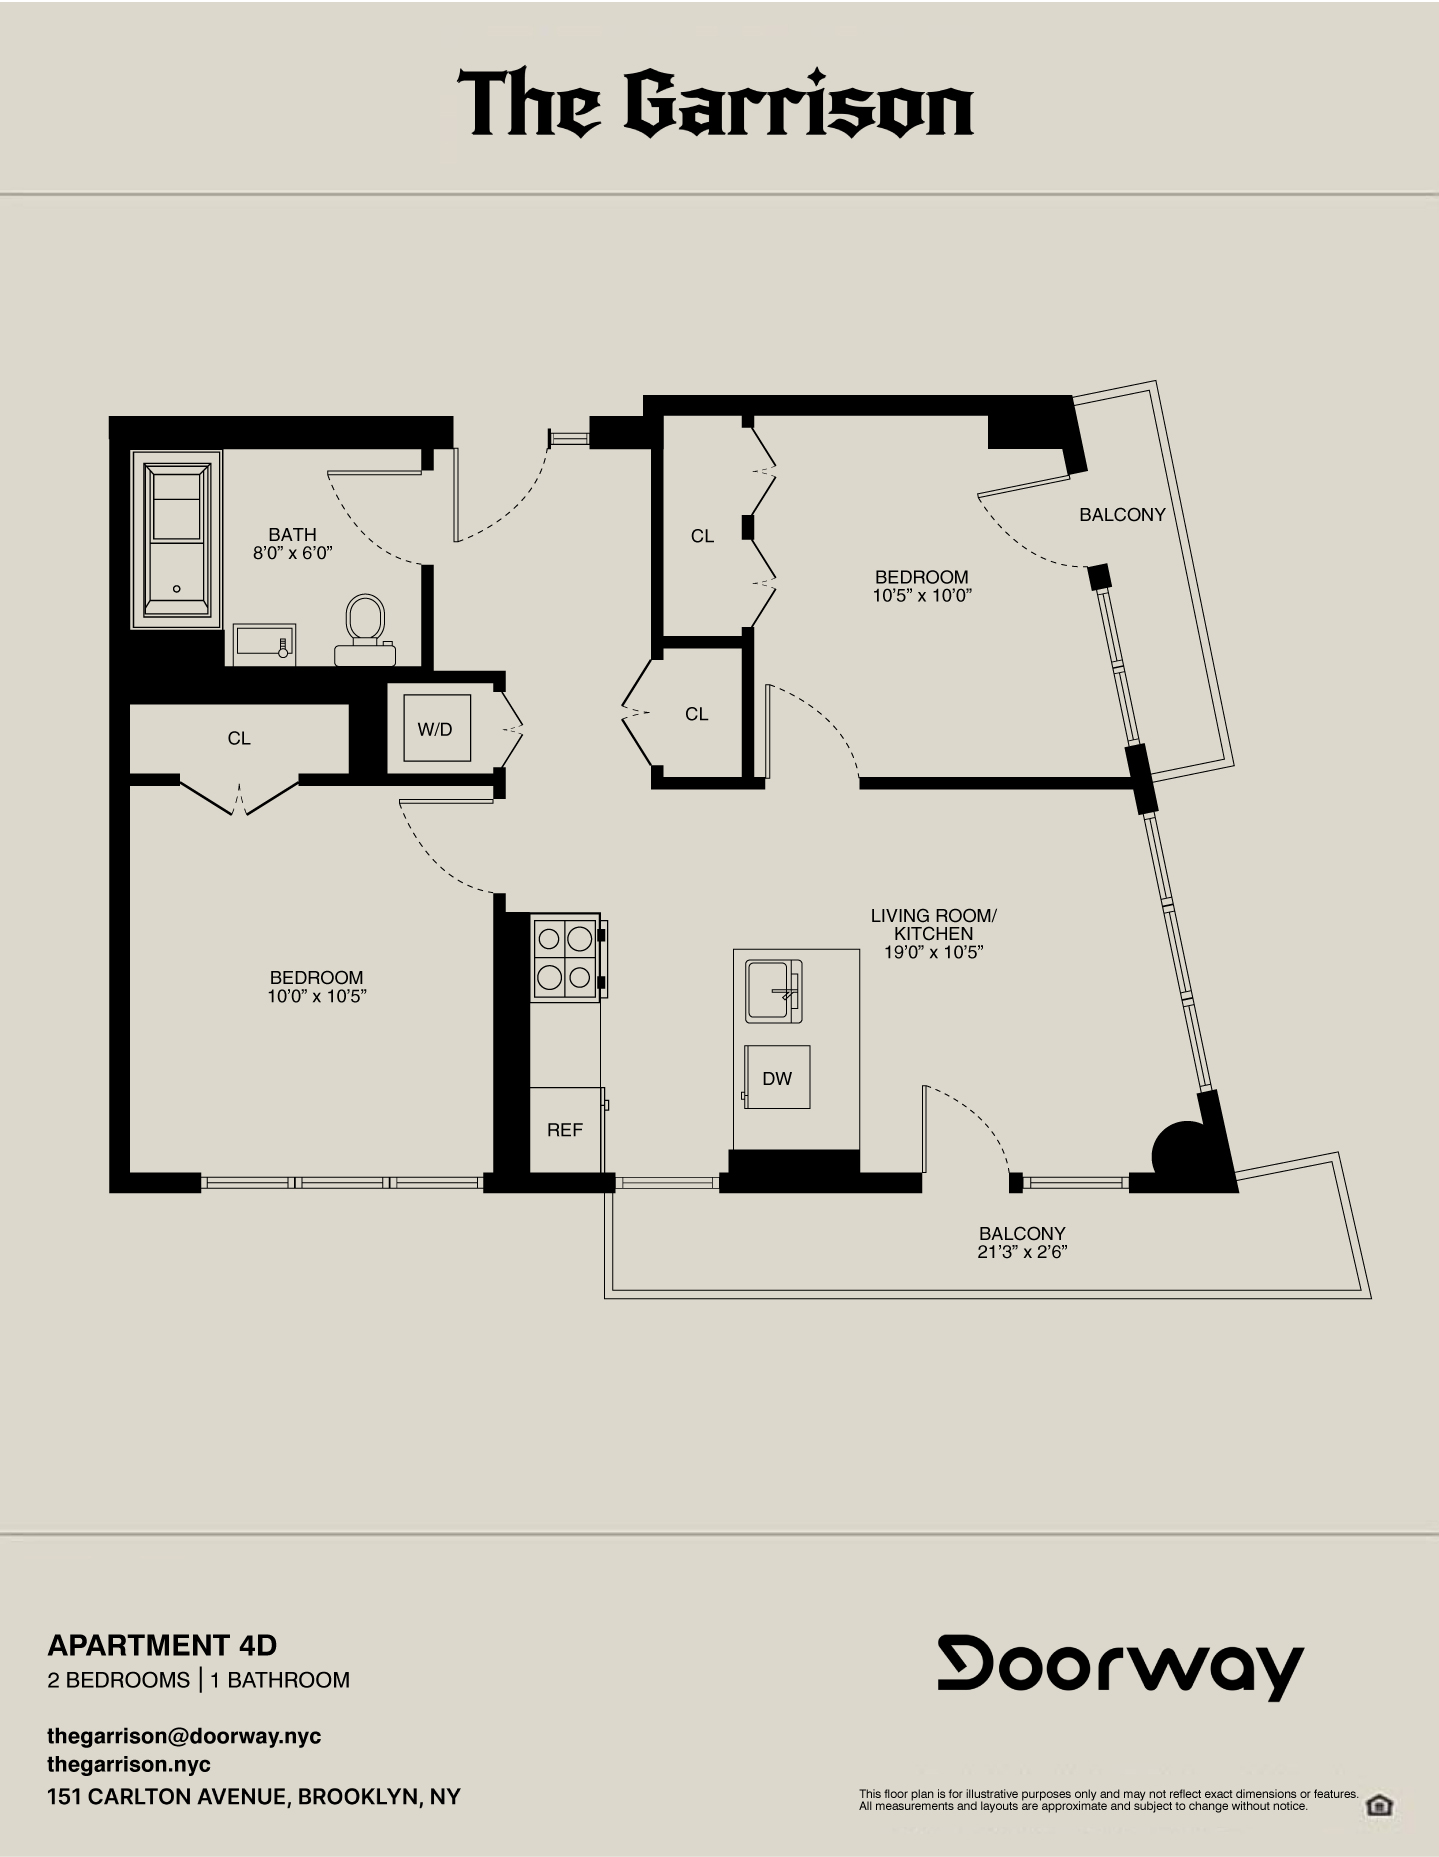 The Garrison
BATH
8’0” x 6’0”
CL
BEDROOM
10’5” x 10’0”
BALCONY
CL
W/D
CL
BEDROOM
10’0” x 10’5”
LIVING ROOM/
KITCHEN
19’0” x 10’5”
DW
REF
BALCONY
21’3” x 2’6”
APARTMENT 4D
2 BEDROOMS | 1 BATHROOM
thegarrison@doorway.nyc
thegarrison.nyc
151 CARLTON AVENUE, BROOKLYN, NY
Doorway
This floor plan is for illustrative purposes only and may not reflect exact dimensions or features.
All measurements and layouts are approximate and subject to change without notice.